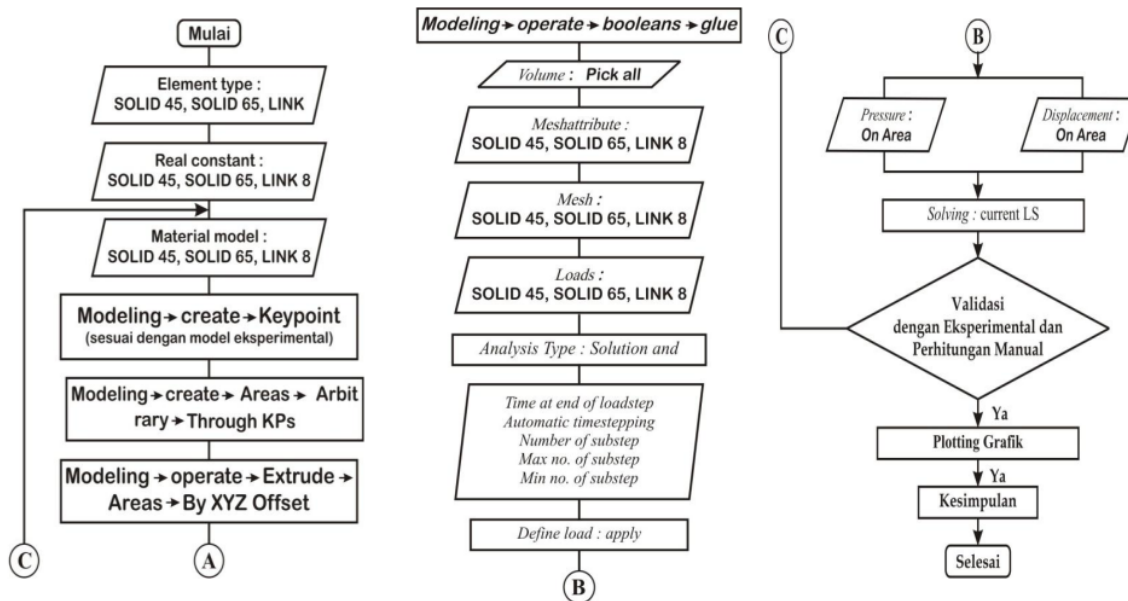 Mulai
Element type :
SOLID 45, SOLID 65, LINK
Real constant :
SOLID 45, SOLID 65, LINK 8
Material model :
SOLID 45, SOLID 65, LINK 8
Modeling→create→Keypoint
(sesuai dengan model eksperimental)
Modeling→create→Areas→ Arbit
rary→Through KPs
Modeling→operate→Extrude→
Areas→By XYZ Offset
C
A
Modeling→operate→booleans→glue
Volume : Pick all
Meshattribute :
SOLID 45, SOLID 65, LINK 8
Mesh :
SOLID 45, SOLID 65, LINK 8
Loads :
SOLID 45, SOLID 65, LINK 8
Analysis Type : Solution and
Time at end of loadstep
Automatic timestepping
Number of substep
Max no. of substep
Min no. of substep
Define load : apply
B
C
B
Pressure :
On Area
Displacement :
On Area
Solving : current LS
Validasi
dengan Eksperimental dan
Perhitungan Manual
Ya
Plotting Grafik
Ya
Kesimpulan
Selesai